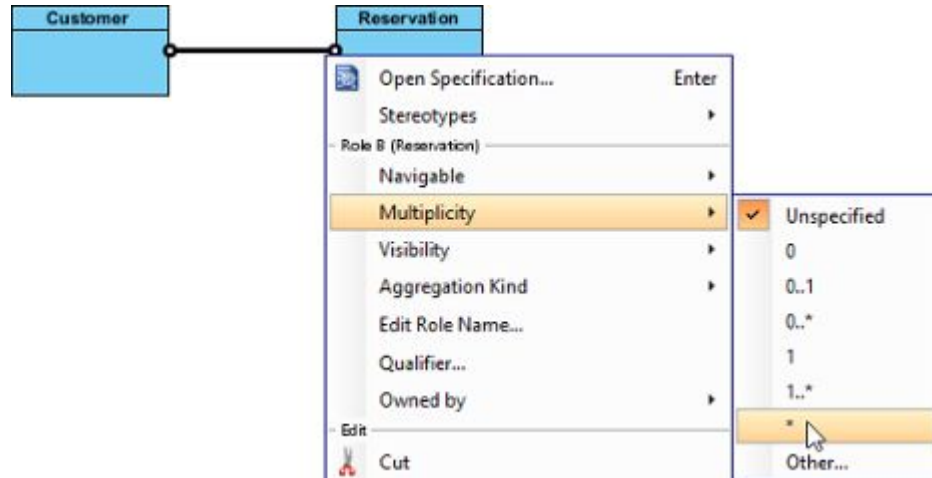 Customer
Reservation
Open Specification... Enter
Stereotypes
Role B (Reservation)
Navigable
Multiplicity
Visibility
Aggregation Kind
Edit Role Name...
Qualifier...
Owned by
Edit
Cut
Unspecified
0
0..1
0..*
1
1..*
*
Other...